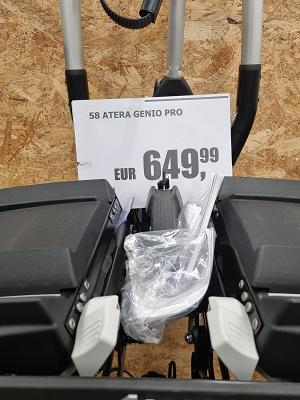 58 ATERA GENIO PRO
EUR 649,99